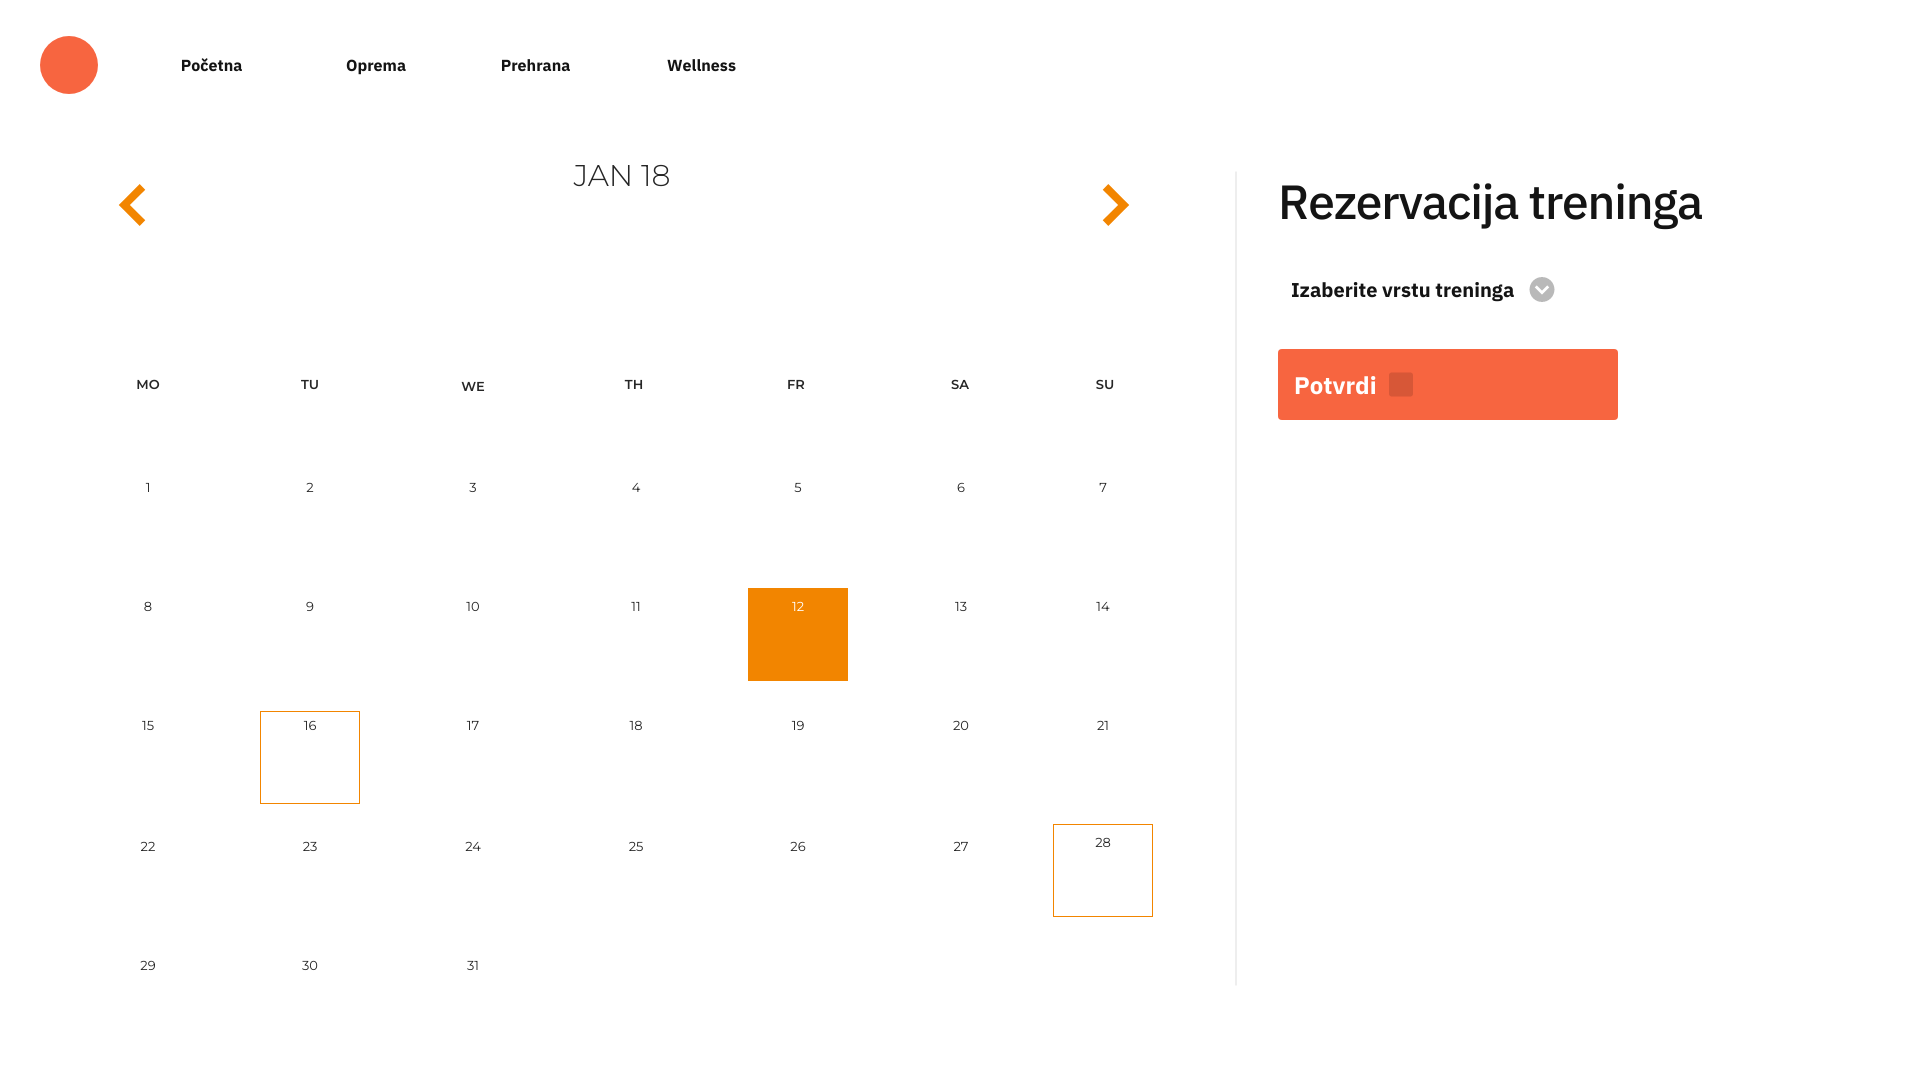 Početna Oprema Prehrana Wellness
JAN 18
MO TU WE TH FR SA SU
1 2 3 4 5 6 7
8 9 10 11 12 13 14
15 16 17 18 19 20 21
22 23 24 25 26 27 28
29 30 31
Rezervacija treninga
Izaberite vrstu treninga
Potvrdi